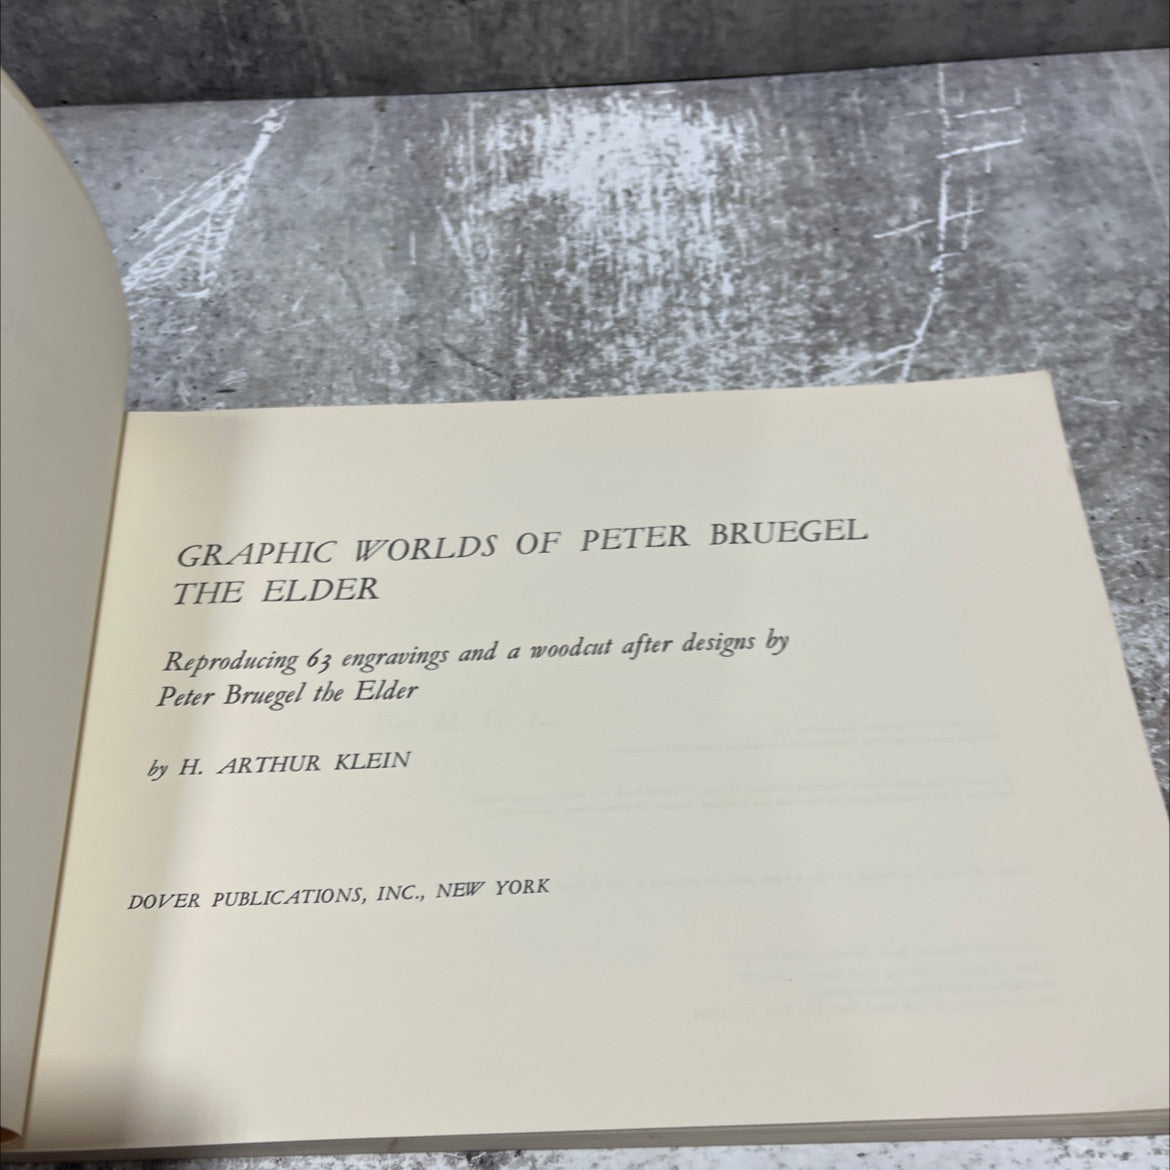 GRAPHIC WORLDS OF PETER BRUEGEL
THE ELDER
Reproducing 63 engravings and a woodcut after designs by
Peter Bruegel the Elder
by H. ARTHUR KLEIN
DOVER PUBLICATIONS, INC., NEW YORK